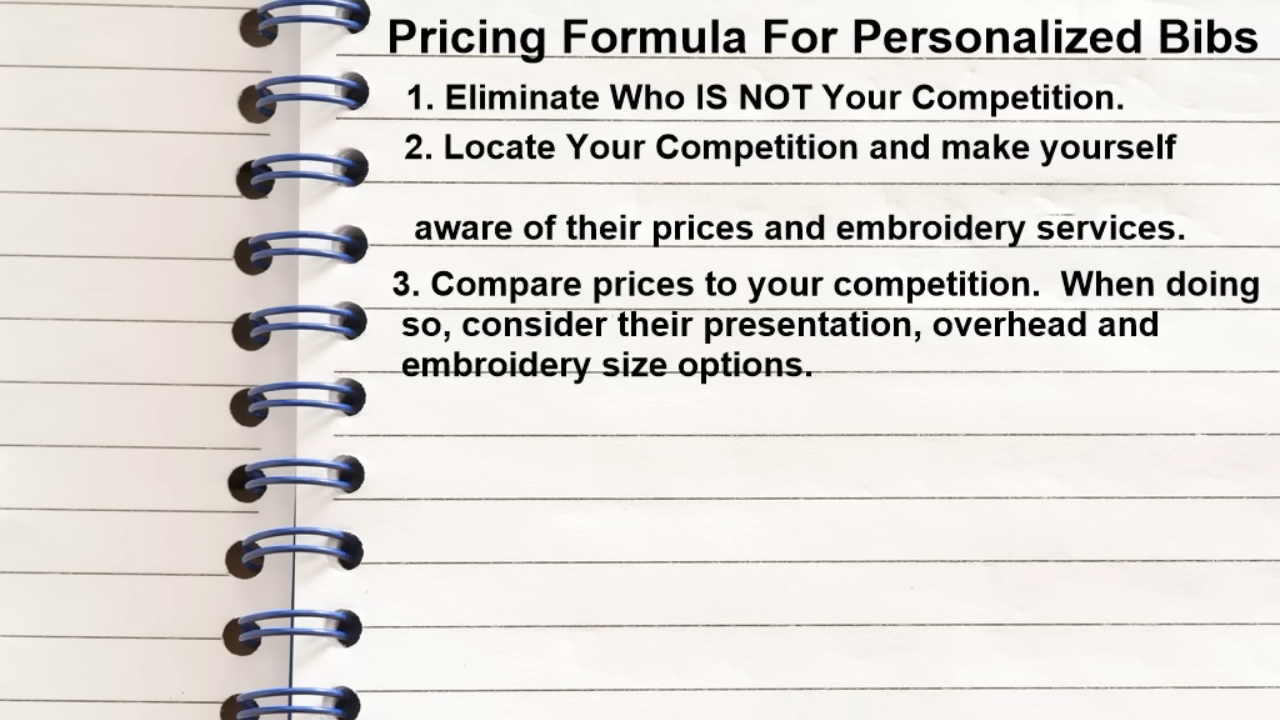 Pricing Formula For Personalized Bibs
1. Eliminate Who IS NOT Your Competition.
2. Locate Your Competition and make yourself
aware of their prices and embroidery services.
3. Compare prices to your competition.  When doing
so, consider their presentation, overhead and
embroidery size options.